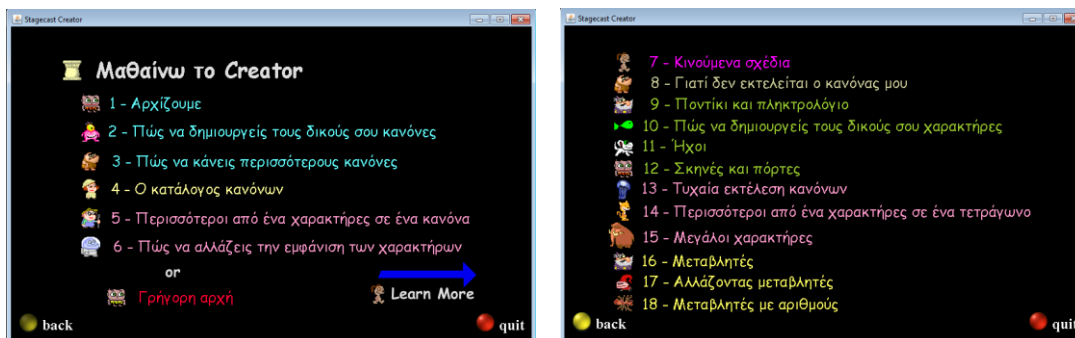 Stagecast Creator
Μαθαίνω το Creator
1 - Αρχίζουμε
2 - Πώς να δημιουργείς τους δικούς σου κανόνες
3 - Πώς να κάνεις περισσότερους κανόνες
4 - Ο κατάλογος κανόνων
5 - Περισσότεροι από ένα χαρακτήρες σε ένα κανόνα
6 - Πώς να αλλάζεις την εμφάνιση των χαρακτήρων
or
Γρήγορη αρχή
Learn More
back
quit
Stagecast Creator
7 - Κινούμενα σχέδια
8 - Γιατί δεν εκτελείται ο κανόνας μου
9 - Ποντίκι και πληκτρολόγιο
10 - Πώς να δημιουργείς τους δικούς σου χαρακτήρες
11 - Ήχοι
12 - Σκηνές και πόρτες
13 - Τυχαία εκτέλεση κανόνων
14 - Περισσότεροι από ένα χαρακτήρες σε ένα τετράγωνο
15 - Μεγάλοι χαρακτήρες
16 - Μεταβλητές
17 - Αλλάζοντας μεταβλητές
18 - Μεταβλητές με αριθμούς
back
quit